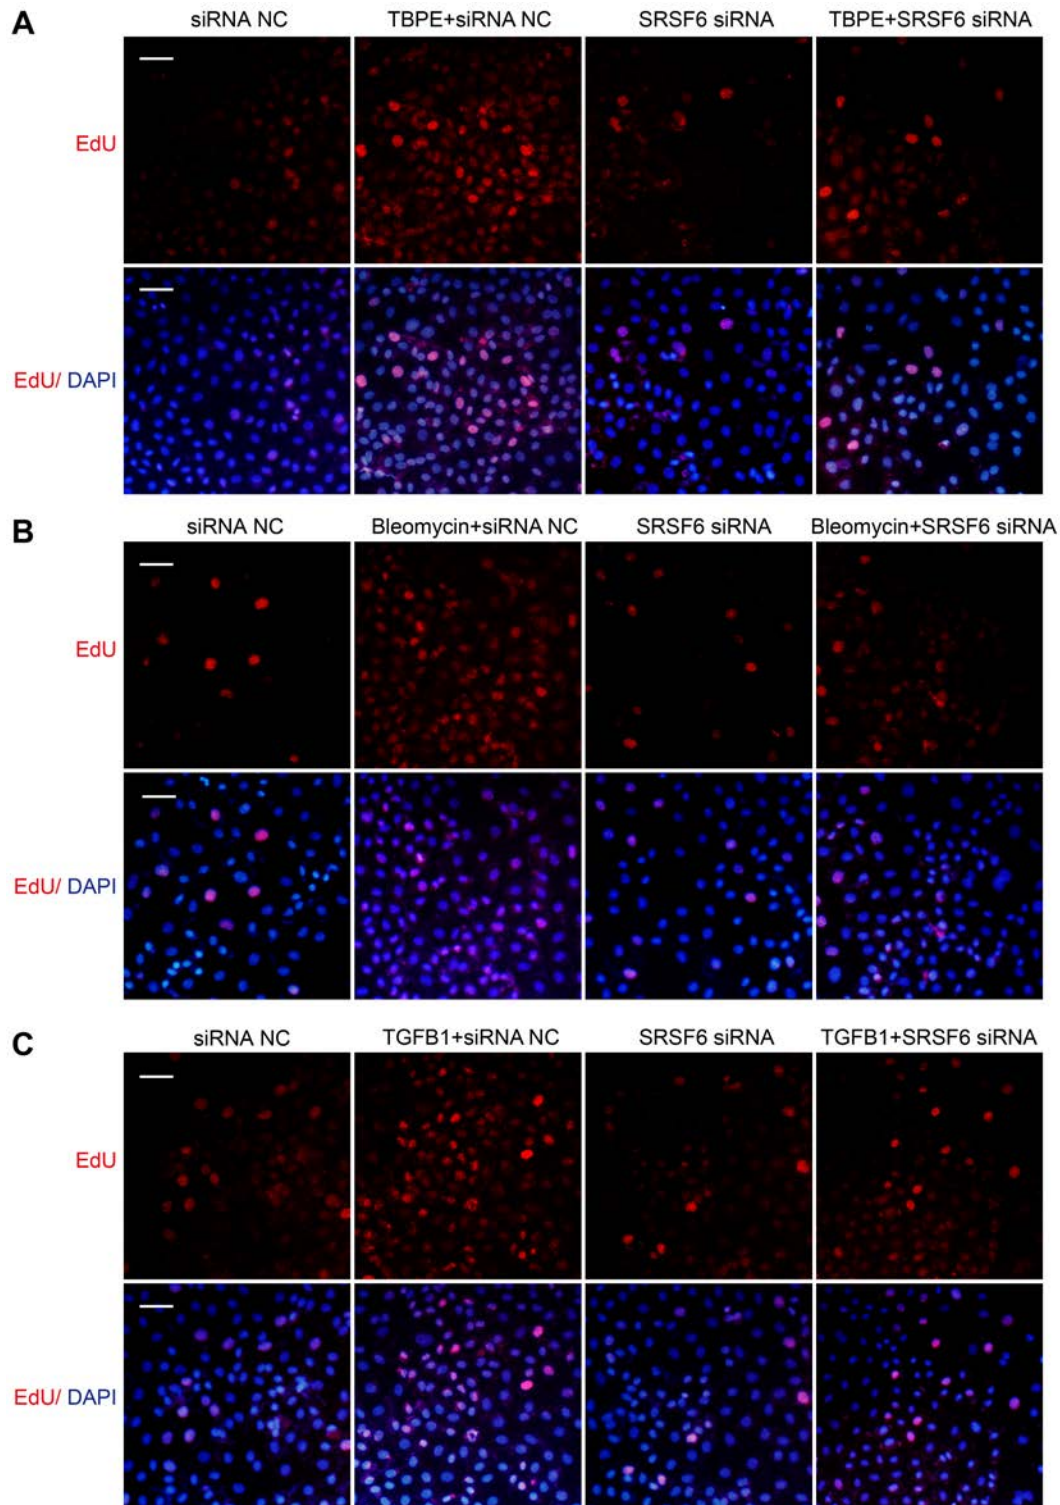 A
siRNA NC TBPE+siRNA NC SRSF6 siRNA TBPE+SRSF6 siRNA
EdU
EdU/ DAPI
B
siRNA NC Bleomycin+siRNA NC SRSF6 siRNA Bleomycin+SRSF6 siRNA
EdU
EdU/ DAPI
C
siRNA NC TGFB1+siRNA NC SRSF6 siRNA TGFB1+SRSF6 siRNA
EdU
EdU/ DAPI